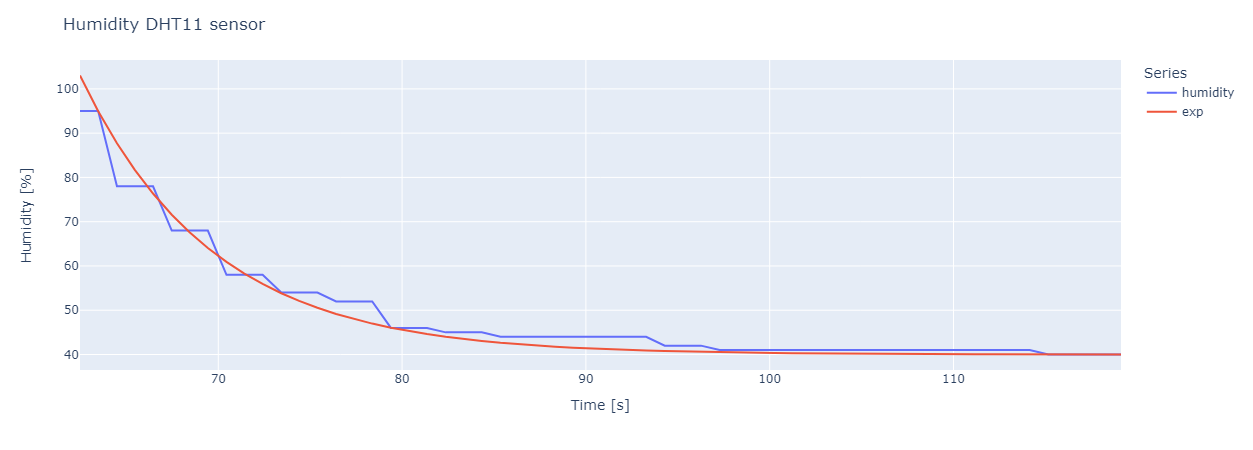 Humidity DHT11 sensor
Series
humidity
exp
Humidity [%]
100
90
80
70
60
50
40
70
80
90
100
110
Time [s]